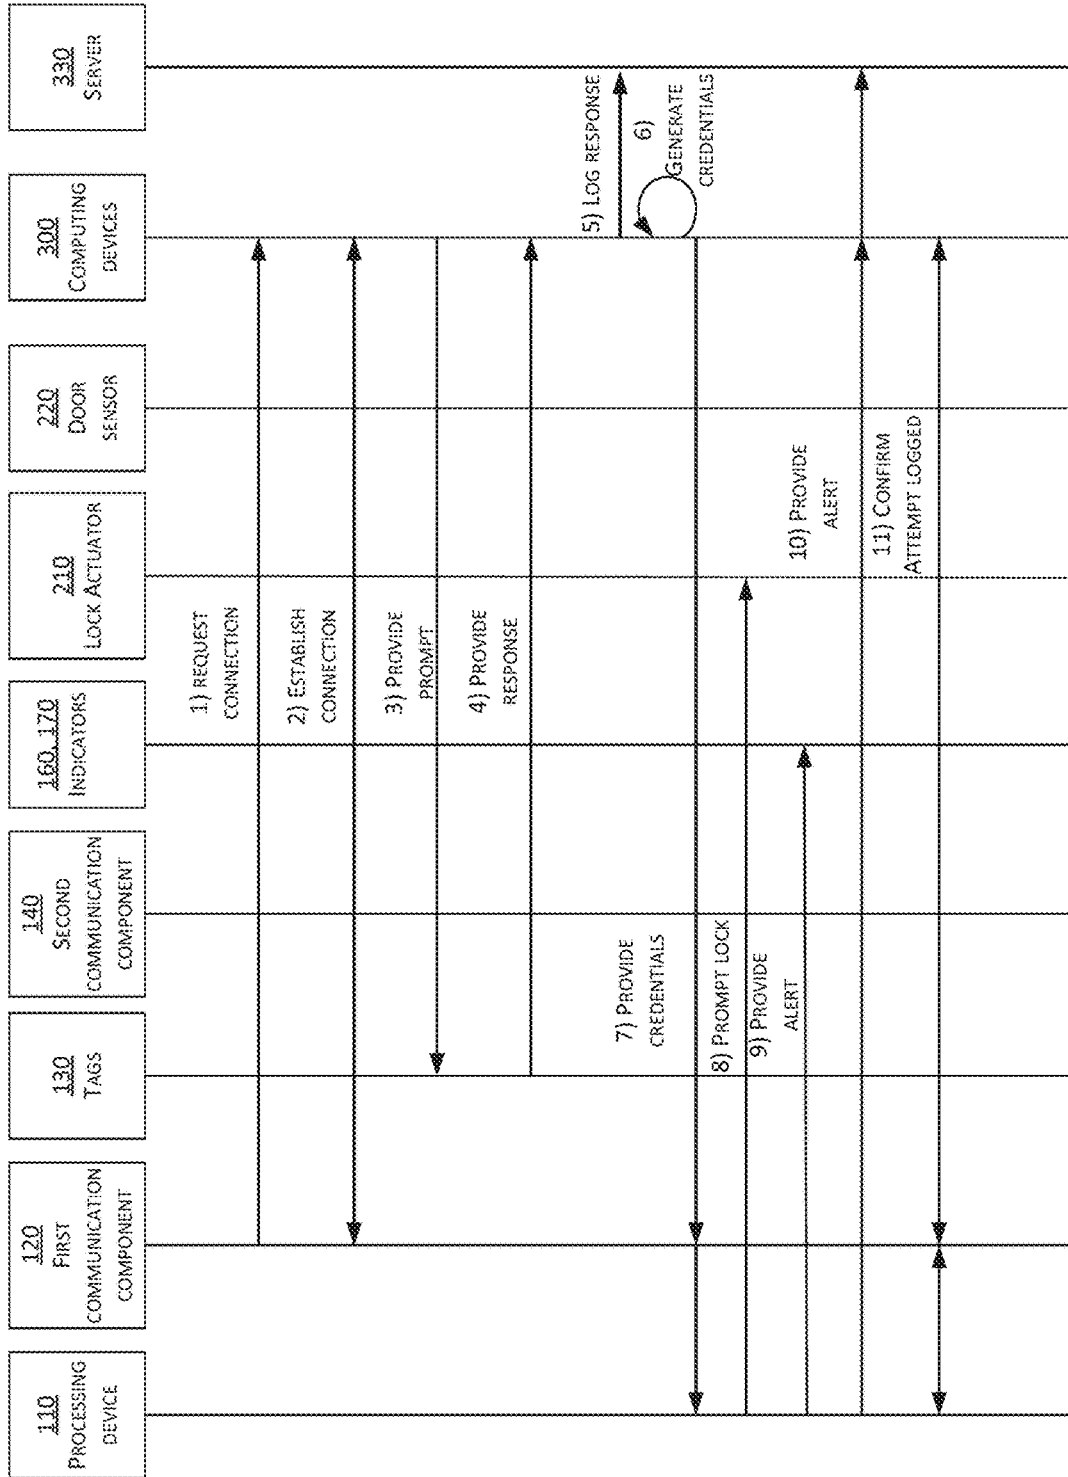 110
PROCESSING
DEVICE
120
FIRST
COMMUNICATION
COMPONENT
130
TAGS
140
SECOND
COMMUNICATION
COMPONENT
160, 170
INDICATORS
210
LOCK ACTUATOR
220
DOOR
SENSOR
300
COMPUTING
DEVICES
330
SERVER
1) REQUEST
CONNECTION
2) ESTABLISH
CONNECTION
3) PROVIDE
PROMPT
4) PROVIDE
RESPONSE
5) LOG RESPONSE
6)
GENERATE
CREDENTIALS
7) PROVIDE
CREDENTIALS
8) PROMPT LOCK
9) PROVIDE
ALERT
10) PROVIDE
ALERT
11) CONFIRM
ATTEMPT LOGGED